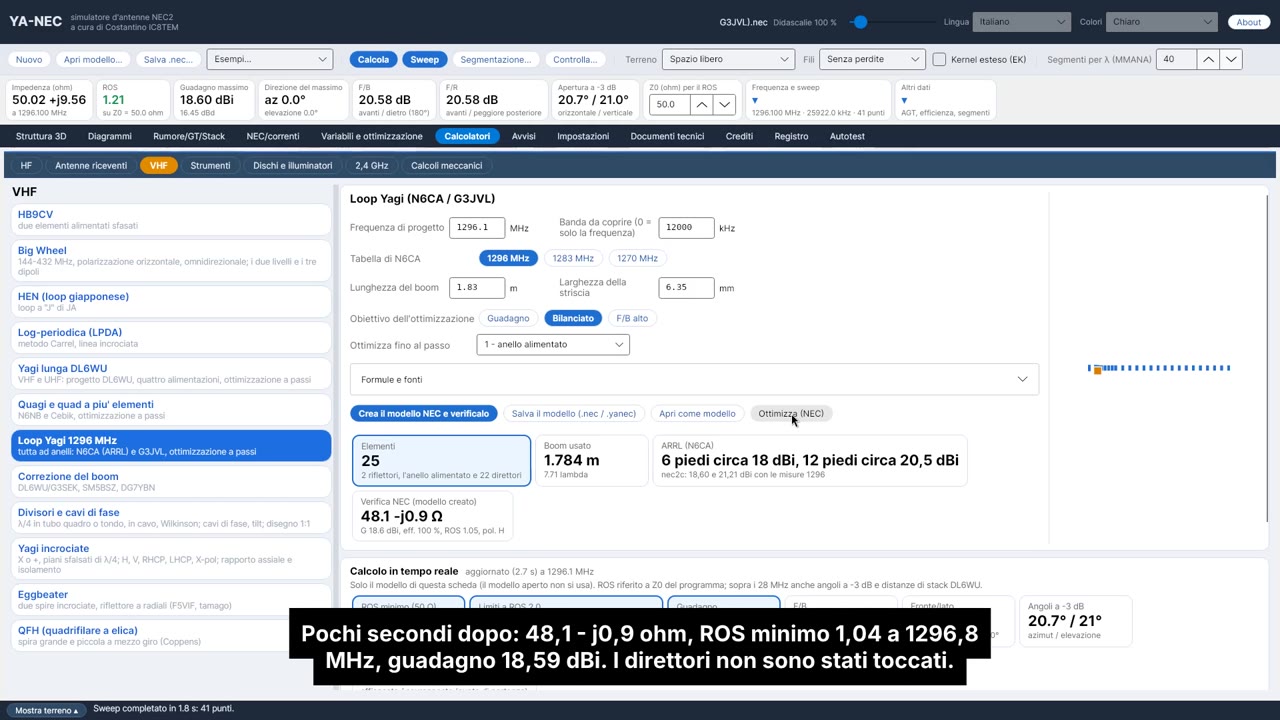 YA-NEC
simulatore d'antenne NEC2
a cura di Costantino IC8TEM
G3JVL).nec
Didascalie 100 %
Lingua
Italiano
Colori
Chiaro
About
Nuovo
Apri modello...
Salva .nec...
Esempi...
Calcola
Sweep
Segmentazione...
Controlla...
Terreno
Spazio libero
Fili
Senza perdite
Kernel esteso (EK)
Segmenti per λ (MMANA)
40
Impedenza (ohm)
50.02 +j9.56
a 1296.100 MHz
ROS
1.21
su Z0 = 50.0 ohm
Guadagno massimo
18.60 dBi
16.45 dBd
Direzione del massimo
az 0.0°
elevazione 0.0°
F/B
20.58 dB
avanti / dietro (180°)
F/R
20.58 dB
avanti / peggiore posteriore
Apertura a -3 dB
20.7° / 21.0°
orizzontale / verticale
Z0 (ohm) per il ROS
50.0
Frequenza e sweep
▼
1296.100 MHz · 25922.0 kHz · 41 punti
Altri dati
▼
AGT, efficienza, segmenti
Struttura 3D
Diagrammi
Rumore/GT/Stack
NEC/correnti
Variabili e ottimizzazione
Calcolatori
Avvisi
Impostazioni
Documenti tecnici
Crediti
Registro
Autotest
HF
Antenne riceventi
VHF
Strumenti
Dischi e illuminatori
2,4 GHz
Calcoli meccanici
VHF
HB9CV
due elementi alimentati sfasati
Big Wheel
144-432 MHz, polarizzazione orizzontale, omnidirezionale; i due livelli e i tre
dipoli
HEN (loop giapponese)
loop a "J" di JA
Log-periodica (LPDA)
metodo Carrel, linea incrociata
Yagi lunga DL6WU
VHF e UHF: progetto DL6WU, quattro alimentazioni, ottimizzazione a passi
Quagi e quad a piu' elementi
N6NB e Cebik, ottimizzazione a passi
Loop Yagi 1296 MHz
tutta ad anelli: N6CA (ARRL) e G3JVL, ottimizzazione a passi
Correzione del boom
DL6WU/G3SEK, SM5BSZ, DG7YBN
Divisori e cavi di fase
λ/4 in tubo quadro o tondo, in cavo, Wilkinson; cavi di fase, tilt; disegno 1:1
Yagi incrociate
X o +, piani sfalsati di λ/4; H, V, RHCP, LHCP, X-pol; rapporto assiale e
isolamento
Eggbeater
due spire incrociate, riflettore a radiali (F5VIF, tamago)
QFH (quadrifilare a elica)
spira grande e piccola a mezzo giro (Coppens)
Loop Yagi (N6CA / G3JVL)
Frequenza di progetto
1296.1
MHz
Banda da coprire (0 =
solo la frequenza)
12000
kHz
Tabella di N6CA
1296 MHz
1283 MHz
1270 MHz
Lunghezza del boom
1.83
m
Larghezza della
striscia
6.35
mm
Obiettivo dell'ottimizzazione
Guadagno
Bilanciato
F/B alto
Ottimizza fino al passo
1 - anello alimentato
Formule e fonti
Crea il modello NEC e verificalo
Salva il modello (.nec / .yanec)
Apri come modello
Ottimizza (NEC)
Elementi
25
2 riflettori, l'anello alimentato e 22 direttori
Boom usato
1.784 m
7.71 lambda
ARRL (N6CA)
6 piedi circa 18 dBi, 12 piedi circa 20,5 dBi
nec2c: 18,60 e 21,21 dBi con le misure 1296
Verifica NEC (modello creato)
48.1 -j0.9 Ω
G 18.6 dBi, eff. 100 %, ROS 1.05, pol. H
Calcolo in tempo reale
aggiornato (2.7 s) a 1296.1 MHz
Solo il modello di questa scheda (il modello aperto non si usa). ROS riferito a Z0 del programma; sopra i 28 MHz anche angoli a -3 dB e distanze di stack DL6WU.
ROS minimo (50 Ω)
Limiti a ROS 2.0
Guadagno
F/B
Fronte/lato
Angoli a -3 dB
20.7° / 21°
azimut / elevazione
Pochi secondi dopo: 48,1 - j0,9 ohm, ROS minimo 1,04 a 1296,8
MHz, guadagno 18,59 dBi. I direttori non sono stati toccati.
Mostra terreno ▴
Sweep completato in 1.8 s: 41 punti.